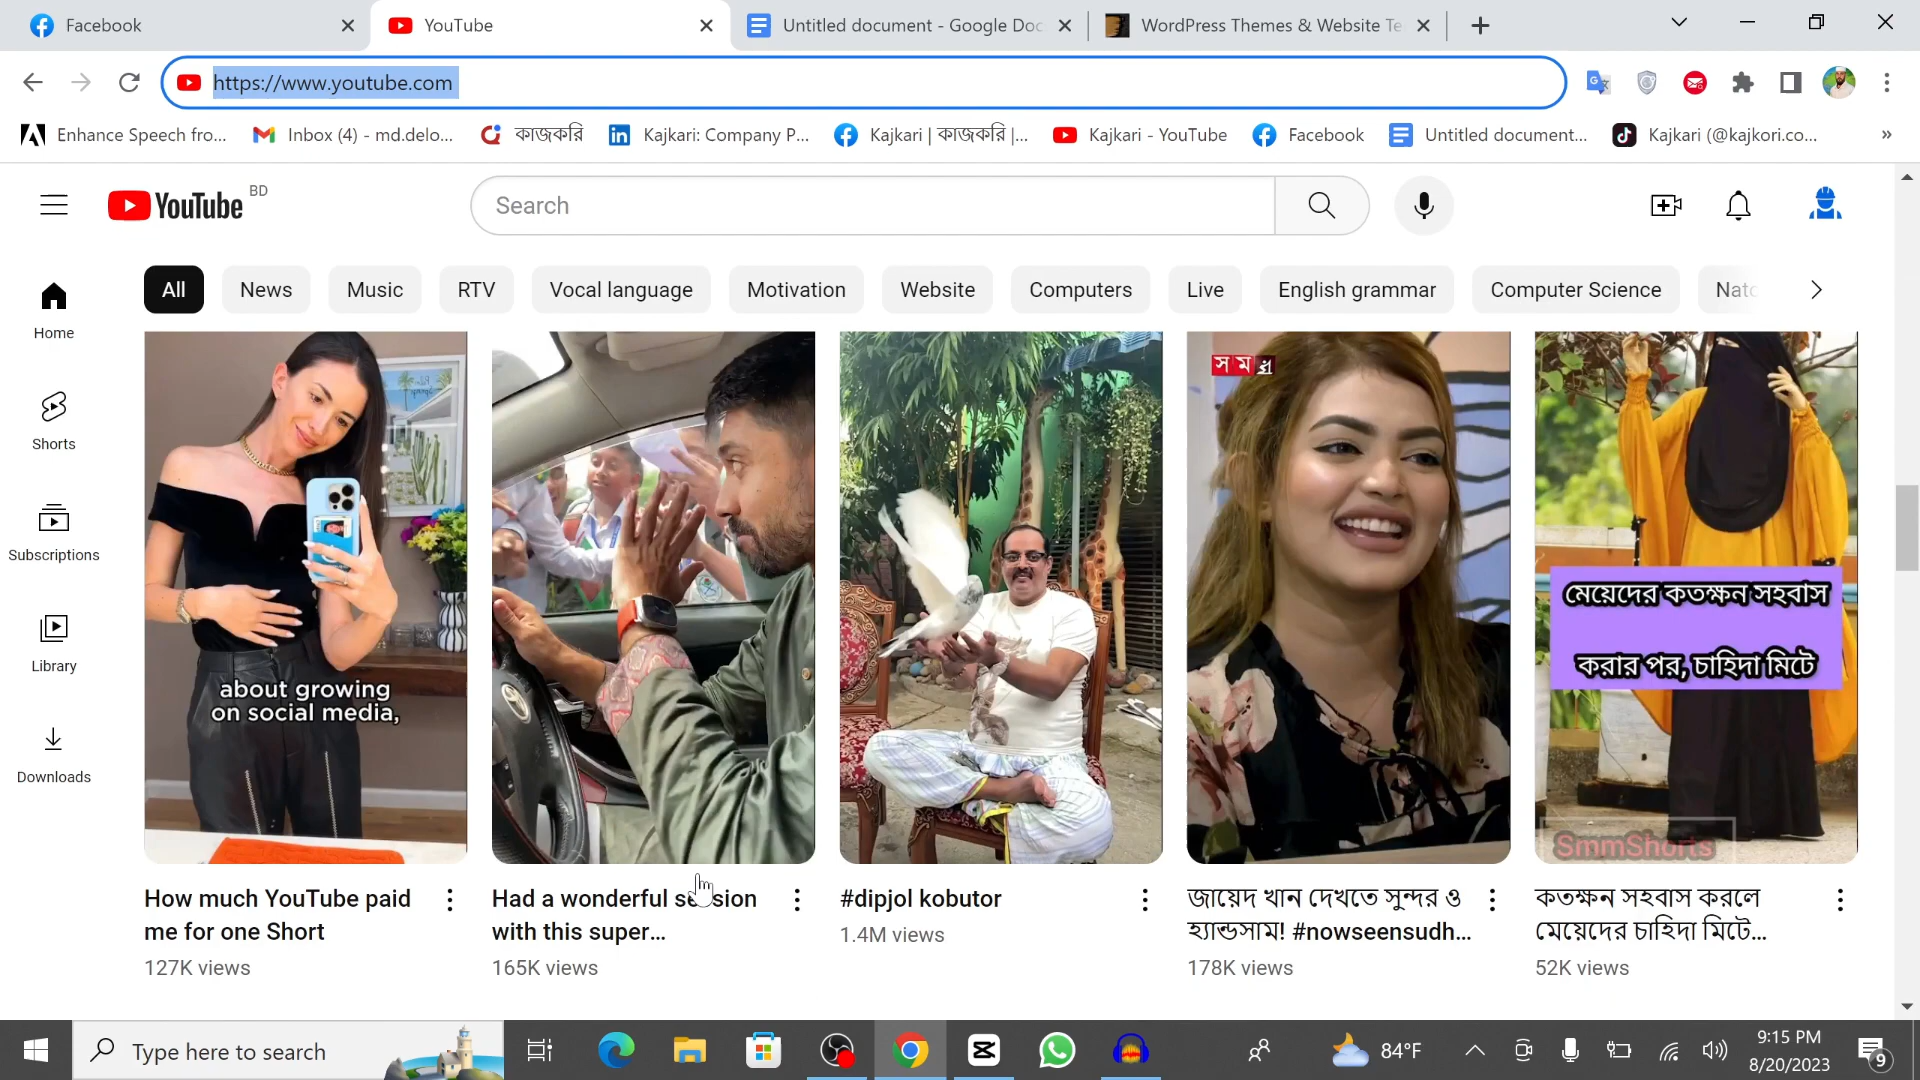 Facebook
YouTube
Untitled document - Google Doc
WordPress Themes & Website Te
https://www.youtube.com
Enhance Speech fro...
Inbox (4) - md.delo...
কাজকরি
Kajkari: Company P...
Kajkari | কাজকরি |...
Kajkari - YouTube
Facebook
Untitled document...
Kajkari (@kajkori.co...
»
YouTube BD
Search
All
News
Music
RTV
Vocal language
Motivation
Website
Computers
Live
English grammar
Computer Science
Natc
Home
Shorts
Subscriptions
Library
Downloads
about growing
on social media,
সময়
মেয়েদের কতক্ষন সহবাস
করার পর, চাহিদা মিটে
SmmShorts
How much YouTube paid
me for one Short
127K views
Had a wonderful session
with this super...
165K views
#dipjol kobutor
1.4M views
জায়েদ খান দেখতে সুন্দর ও
হ্যান্ডসাম! #nowseensudh...
178K views
কতক্ষন সহবাস করলে
মেয়েদের চাহিদা মিটে...
52K views
Type here to search
84°F
9:15 PM
8/20/2023
9